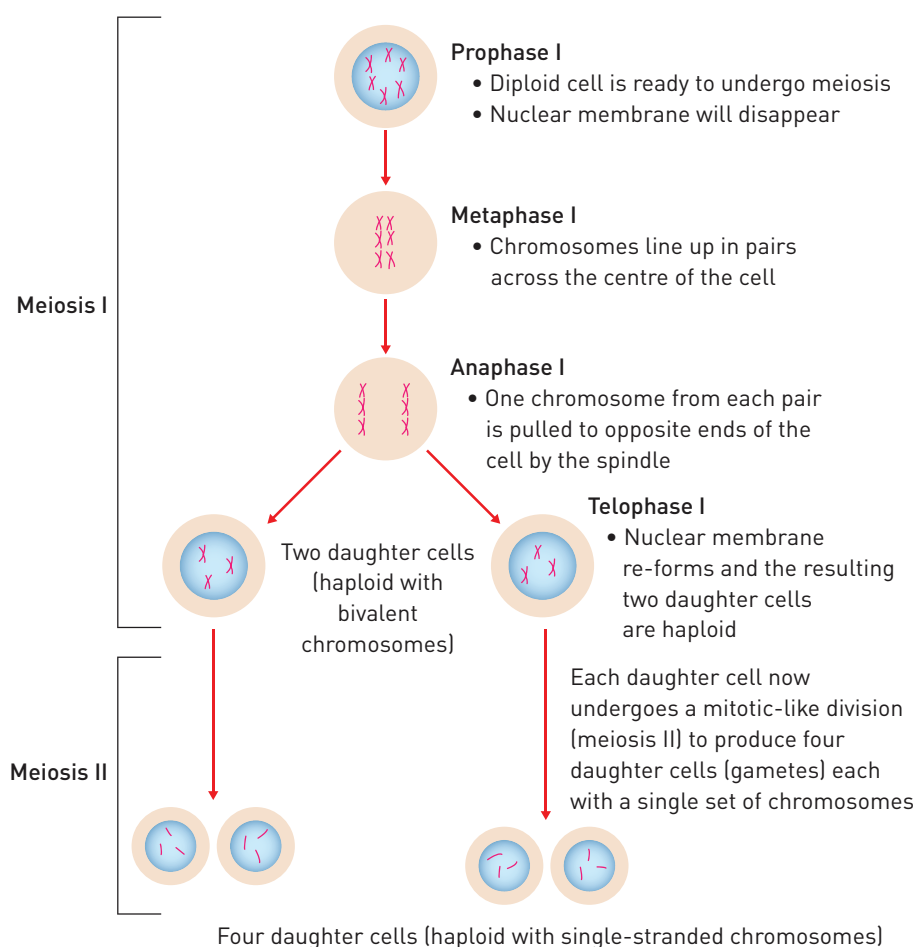 Prophase I
• Diploid cell is ready to undergo meiosis
• Nuclear membrane will disappear
Metaphase I
• Chromosomes line up in pairs
across the centre of the cell
Meiosis I
Anaphase I
• One chromosome from each pair
is pulled to opposite ends of the
cell by the spindle
Two daughter cells
(haploid with
bivalent
chromosomes)
Telophase I
• Nuclear membrane
re-forms and the resulting
two daughter cells
are haploid
Meiosis II
Each daughter cell now
undergoes a mitotic-like division
(meiosis II) to produce four
daughter cells (gametes) each
with a single set of chromosomes
Four daughter cells (haploid with single-stranded chromosomes)